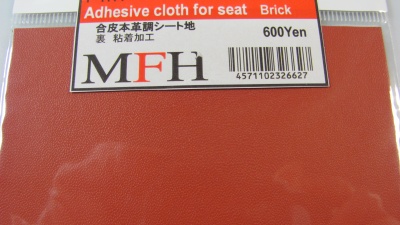 Adhesive cloth for seat Brick
合皮本革調シート地
裏 粘着加工
600Yen
MFH
4571102326627